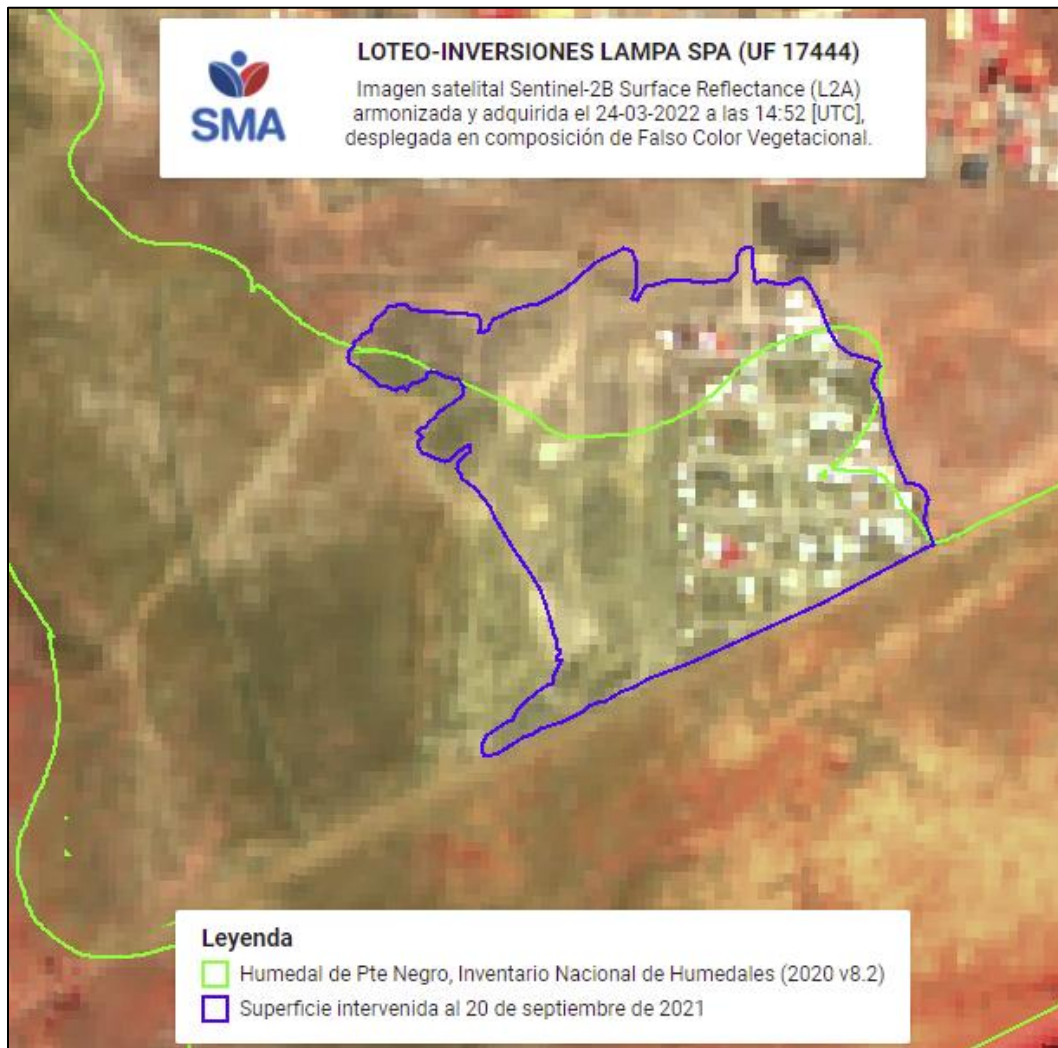 SMA
LOTEO-INVERSIONES LAMPA SPA (UF 17444)
Imagen satelital Sentinel-2B Surface Reflectance (L2A)
armonizada y adquirida el 24-03-2022 a las 14:52 [UTC],
desplegada en composición de Falso Color Vegetacional.
Leyenda
Humedal de Pte Negro, Inventario Nacional de Humedales (2020 v8.2)
Superficie intervenida al 20 de septiembre de 2021